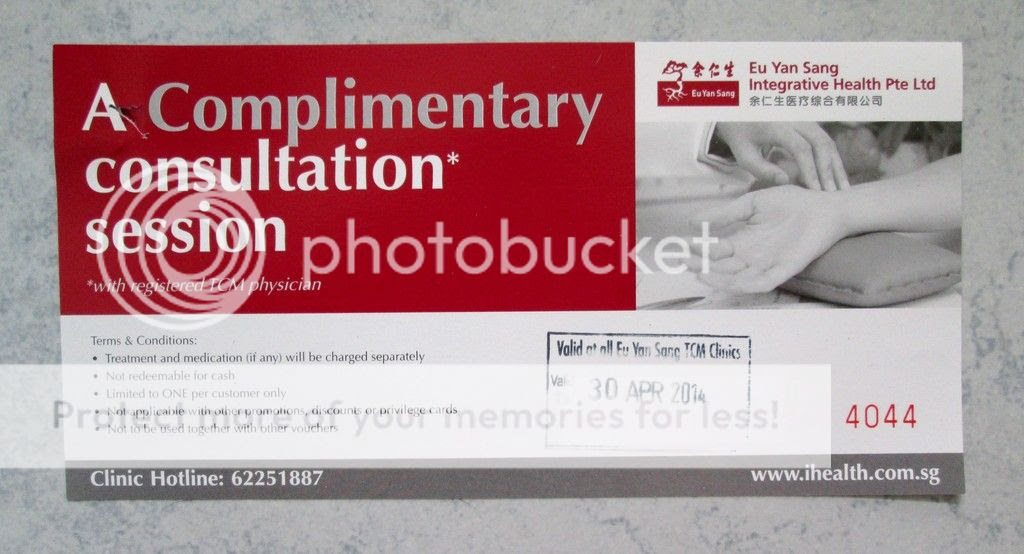 A Complimentary
consultation*
session
*with registered TCM physician
余仁生
Eu Yan Sang
Eu Yan Sang
Integrative Health Pte Ltd
余仁生医疗综合有限公司
photobucket
Terms & Conditions:
• Treatment and medication (if any) will be charged separately
• Not redeemable for cash
• Limited to ONE per customer only
• Not applicable with other promotions, discounts or privilege cards
• Not to be used together with other vouchers
Valid at all Eu Yan Sang TCM Clinics
30 APR 2014
4044
more of your memories for less!
Clinic Hotline: 62251887
www.ihealth.com.sg